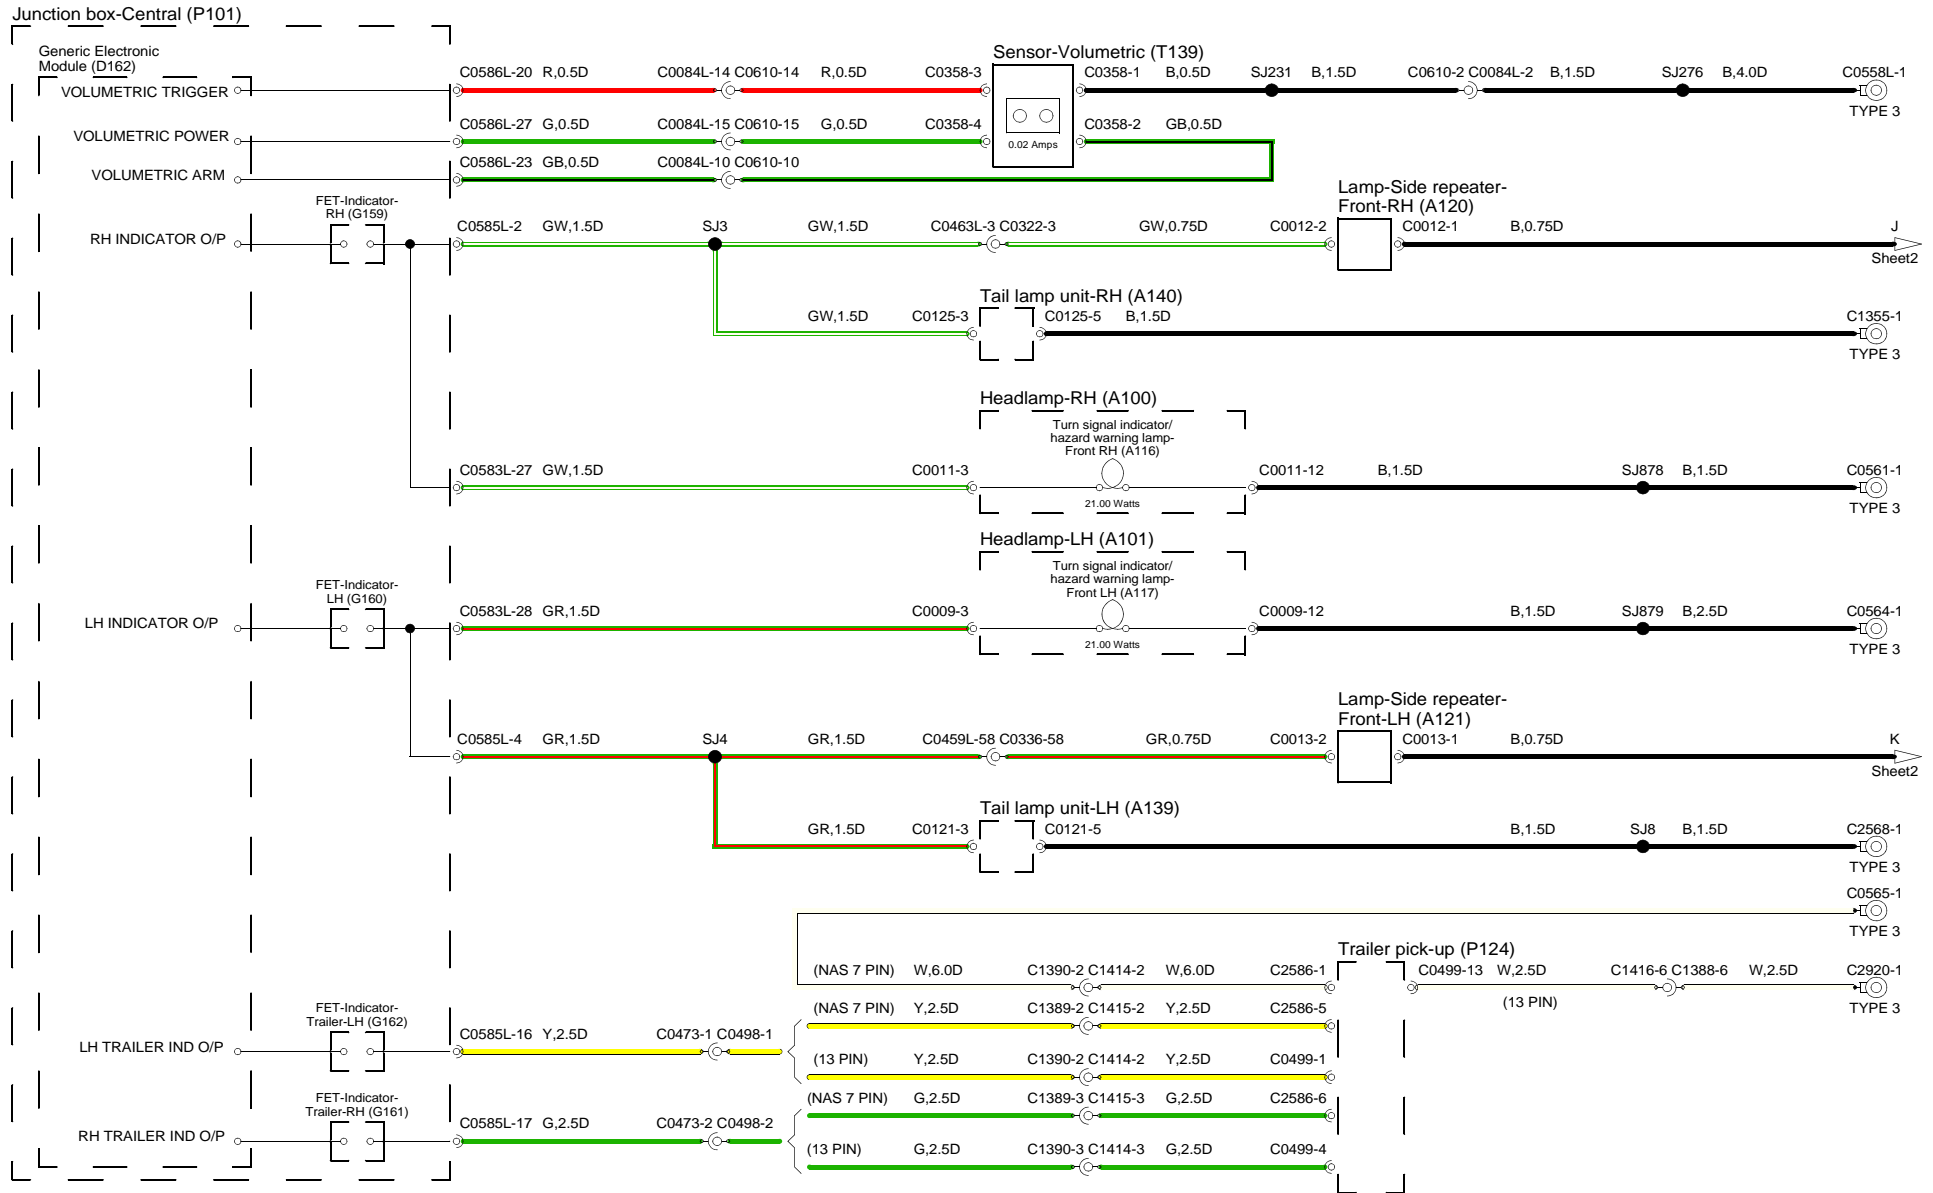 Junction box-Central (P101)
Generic Electronic
Module (D162)
Sensor-Volumetric (T139)
VOLUMETRIC TRIGGER
C0586L-20 R,0.5D C0084L-14 C0610-14 R,0.5D C0358-3
C0358-1 B,0.5D SJ231 B,1.5D C0610-2 C0084L-2 B,1.5D SJ276 B,4.0D C0558L-1
TYPE 3
VOLUMETRIC POWER
C0586L-27 G,0.5D C0084L-15 C0610-15 G,0.5D C0358-4
C0358-2 GB,0.5D
0.02 Amps
VOLUMETRIC ARM
C0586L-23 GB,0.5D C0084L-10 C0610-10
Lamp-Side repeater-
Front-RH (A120)
FET-Indicator-
RH (G159)
RH INDICATOR O/P
C0585L-2 GW,1.5D SJ3 GW,1.5D C0463L-3 C0322-3 GW,0.75D C0012-2
C0012-1 B,0.75D J
Sheet2
Tail lamp unit-RH (A140)
GW,1.5D C0125-3 C0125-5 B,1.5D C1355-1
TYPE 3
Headlamp-RH (A100)
Turn signal indicator/
hazard warning lamp-
Front RH (A116)
C0583L-27 GW,1.5D C0011-3 C0011-12 B,1.5D SJ878 B,1.5D C0561-1
21.00 Watts
TYPE 3
Headlamp-LH (A101)
Turn signal indicator/
hazard warning lamp-
Front LH (A117)
FET-Indicator-
LH (G160)
LH INDICATOR O/P
C0583L-28 GR,1.5D C0009-3 C0009-12 B,1.5D SJ879 B,2.5D C0564-1
21.00 Watts
TYPE 3
Lamp-Side repeater-
Front-LH (A121)
C0585L-4 GR,1.5D SJ4 GR,1.5D C0459L-58 C0336-58 GR,0.75D C0013-2
C0013-1 B,0.75D K
Sheet2
Tail lamp unit-LH (A139)
GR,1.5D C0121-3 C0121-5 B,1.5D SJ8 B,1.5D C2568-1
TYPE 3
C0565-1
TYPE 3
Trailer pick-up (P124)
(NAS 7 PIN) W,6.0D C1390-2 C1414-2 W,6.0D C2586-1
C0499-13 W,2.5D C1416-6 C1388-6 W,2.5D C2920-1
(13 PIN)
TYPE 3
(NAS 7 PIN) Y,2.5D C1389-2 C1415-2 Y,2.5D C2586-5
FET-Indicator-
Trailer-LH (G162)
LH TRAILER IND O/P
C0585L-16 Y,2.5D C0473-1 C0498-1
(13 PIN) Y,2.5D C1390-2 C1414-2 Y,2.5D C0499-1
(NAS 7 PIN) G,2.5D C1389-3 C1415-3 G,2.5D C2586-6
FET-Indicator-
Trailer-RH (G161)
RH TRAILER IND O/P
C0585L-17 G,2.5D C0473-2 C0498-2
(13 PIN) G,2.5D C1390-3 C1414-3 G,2.5D C0499-4